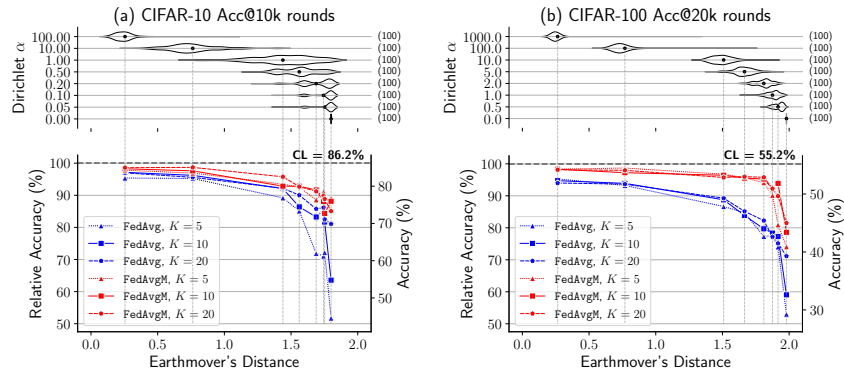 (a) CIFAR-10 Acc@10k rounds
Dirichlet α
100.00
10.00
1.00
0.50
0.20
0.10
0.05
0.00
(100)
(100)
(100)
(100)
(100)
(100)
(100)
(100)
CL = 86.2%
Relative Accuracy (%)
100
90
80
70
60
50
80
70
60
50
Accuracy (%)
FedAvg, K = 5
FedAvg, K = 10
FedAvg, K = 20
FedAvgM, K = 5
FedAvgM, K = 10
FedAvgM, K = 20
0.0 0.5 1.0 1.5 2.0
Earthmover's Distance
(b) CIFAR-100 Acc@20k rounds
Dirichlet α
1000.0
100.0
10.0
5.0
2.0
1.0
0.5
0.0
(100)
(100)
(100)
(100)
(100)
(100)
(100)
(100)
CL = 55.2%
Relative Accuracy (%)
100
90
80
70
60
50
50
40
30
Accuracy (%)
FedAvg, K = 5
FedAvg, K = 10
FedAvg, K = 20
FedAvgM, K = 5
FedAvgM, K = 10
FedAvgM, K = 20
0.0 0.5 1.0 1.5 2.0
Earthmover's Distance